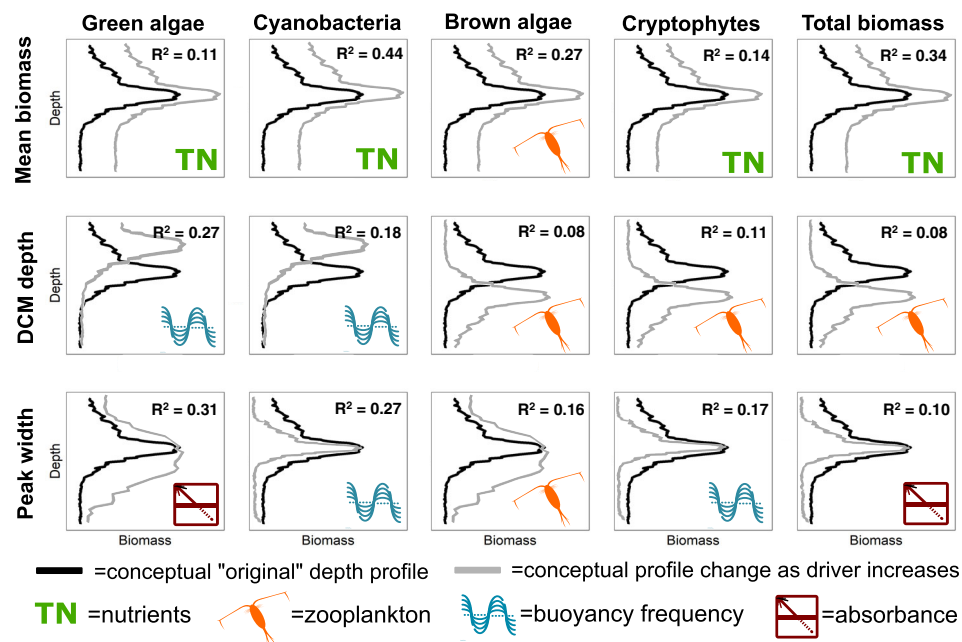 Green algae Cyanobacteria Brown algae Cryptophytes Total biomass
Mean biomass
Depth
R² = 0.11 R² = 0.44 R² = 0.27 R² = 0.14 R² = 0.34
TN TN TN TN
DCM depth
Depth
R² = 0.27 R² = 0.18 R² = 0.08 R² = 0.11 R² = 0.08
Peak width
Depth
R² = 0.31 R² = 0.27 R² = 0.16 R² = 0.17 R² = 0.10
Biomass Biomass Biomass Biomass Biomass
=conceptual "original" depth profile =conceptual profile change as driver increases
TN =nutrients =zooplankton =buoyancy frequency =absorbance